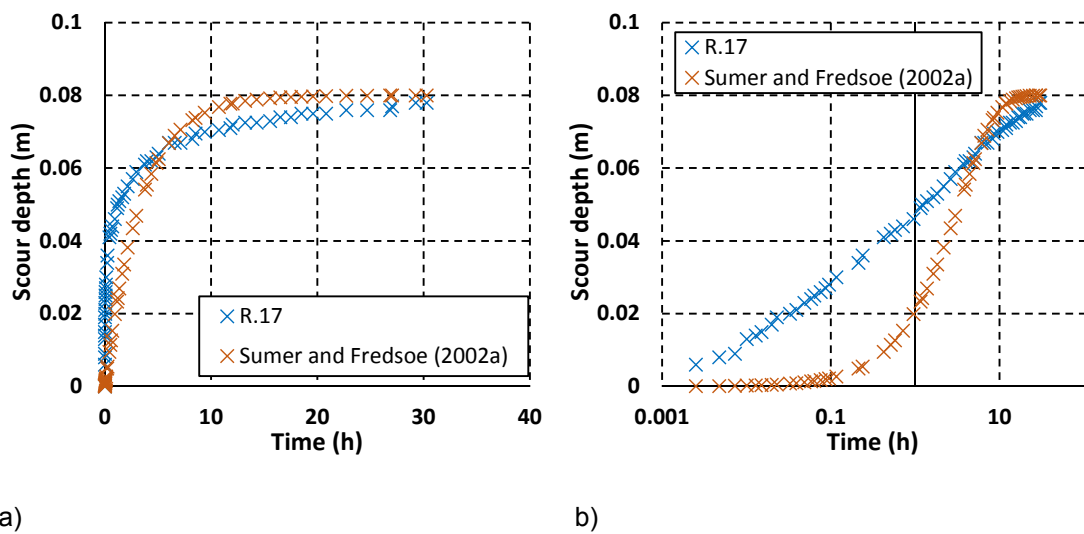 0.1
0.08
0.06
0.04
0.02
0
Scour depth (m)
R.17
Sumer and Fredsoe (2002a)
0 10 20 30 40
Time (h)
a)
0.1
0.08
0.06
0.04
0.02
0
Scour depth (m)
R.17
Sumer and Fredsoe (2002a)
0.001 0.1 10
Time (h)
b)